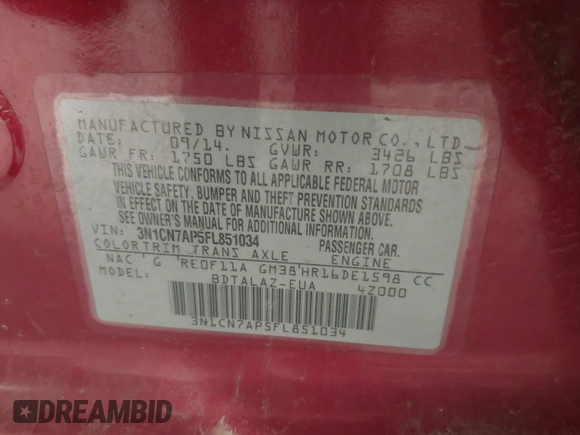 MANUFACTURED BY NISSAN MOTOR CO., LTD.
DATE: 09/14. GVWR: 3426 LBS
GAWR FR: 1750 LBS GAWR RR: 1708 LBS
THIS VEHICLE CONFORMS TO ALL APPLICABLE FEDERAL MOTOR
VEHICLE SAFETY, BUMPER AND THEFT PREVENTION STANDARDS
IN EFFECT ON THE DATE OF MANUFACTURE SHOWN ABOVE.
SEE OWNER'S MANUAL FOR ADDITIONAL INFORMATION.
VIN: 3N1CN7AP5FL851034 PASSENGER CAR.
COLOR TRIM TRANS AXLE ENGINE
NAC G RE0F11A GM38 HR16DE 1598 CC
MODEL: BDTALAZ-EUA 4Z000
3N1CN7AP5FL851034
DREAMBID